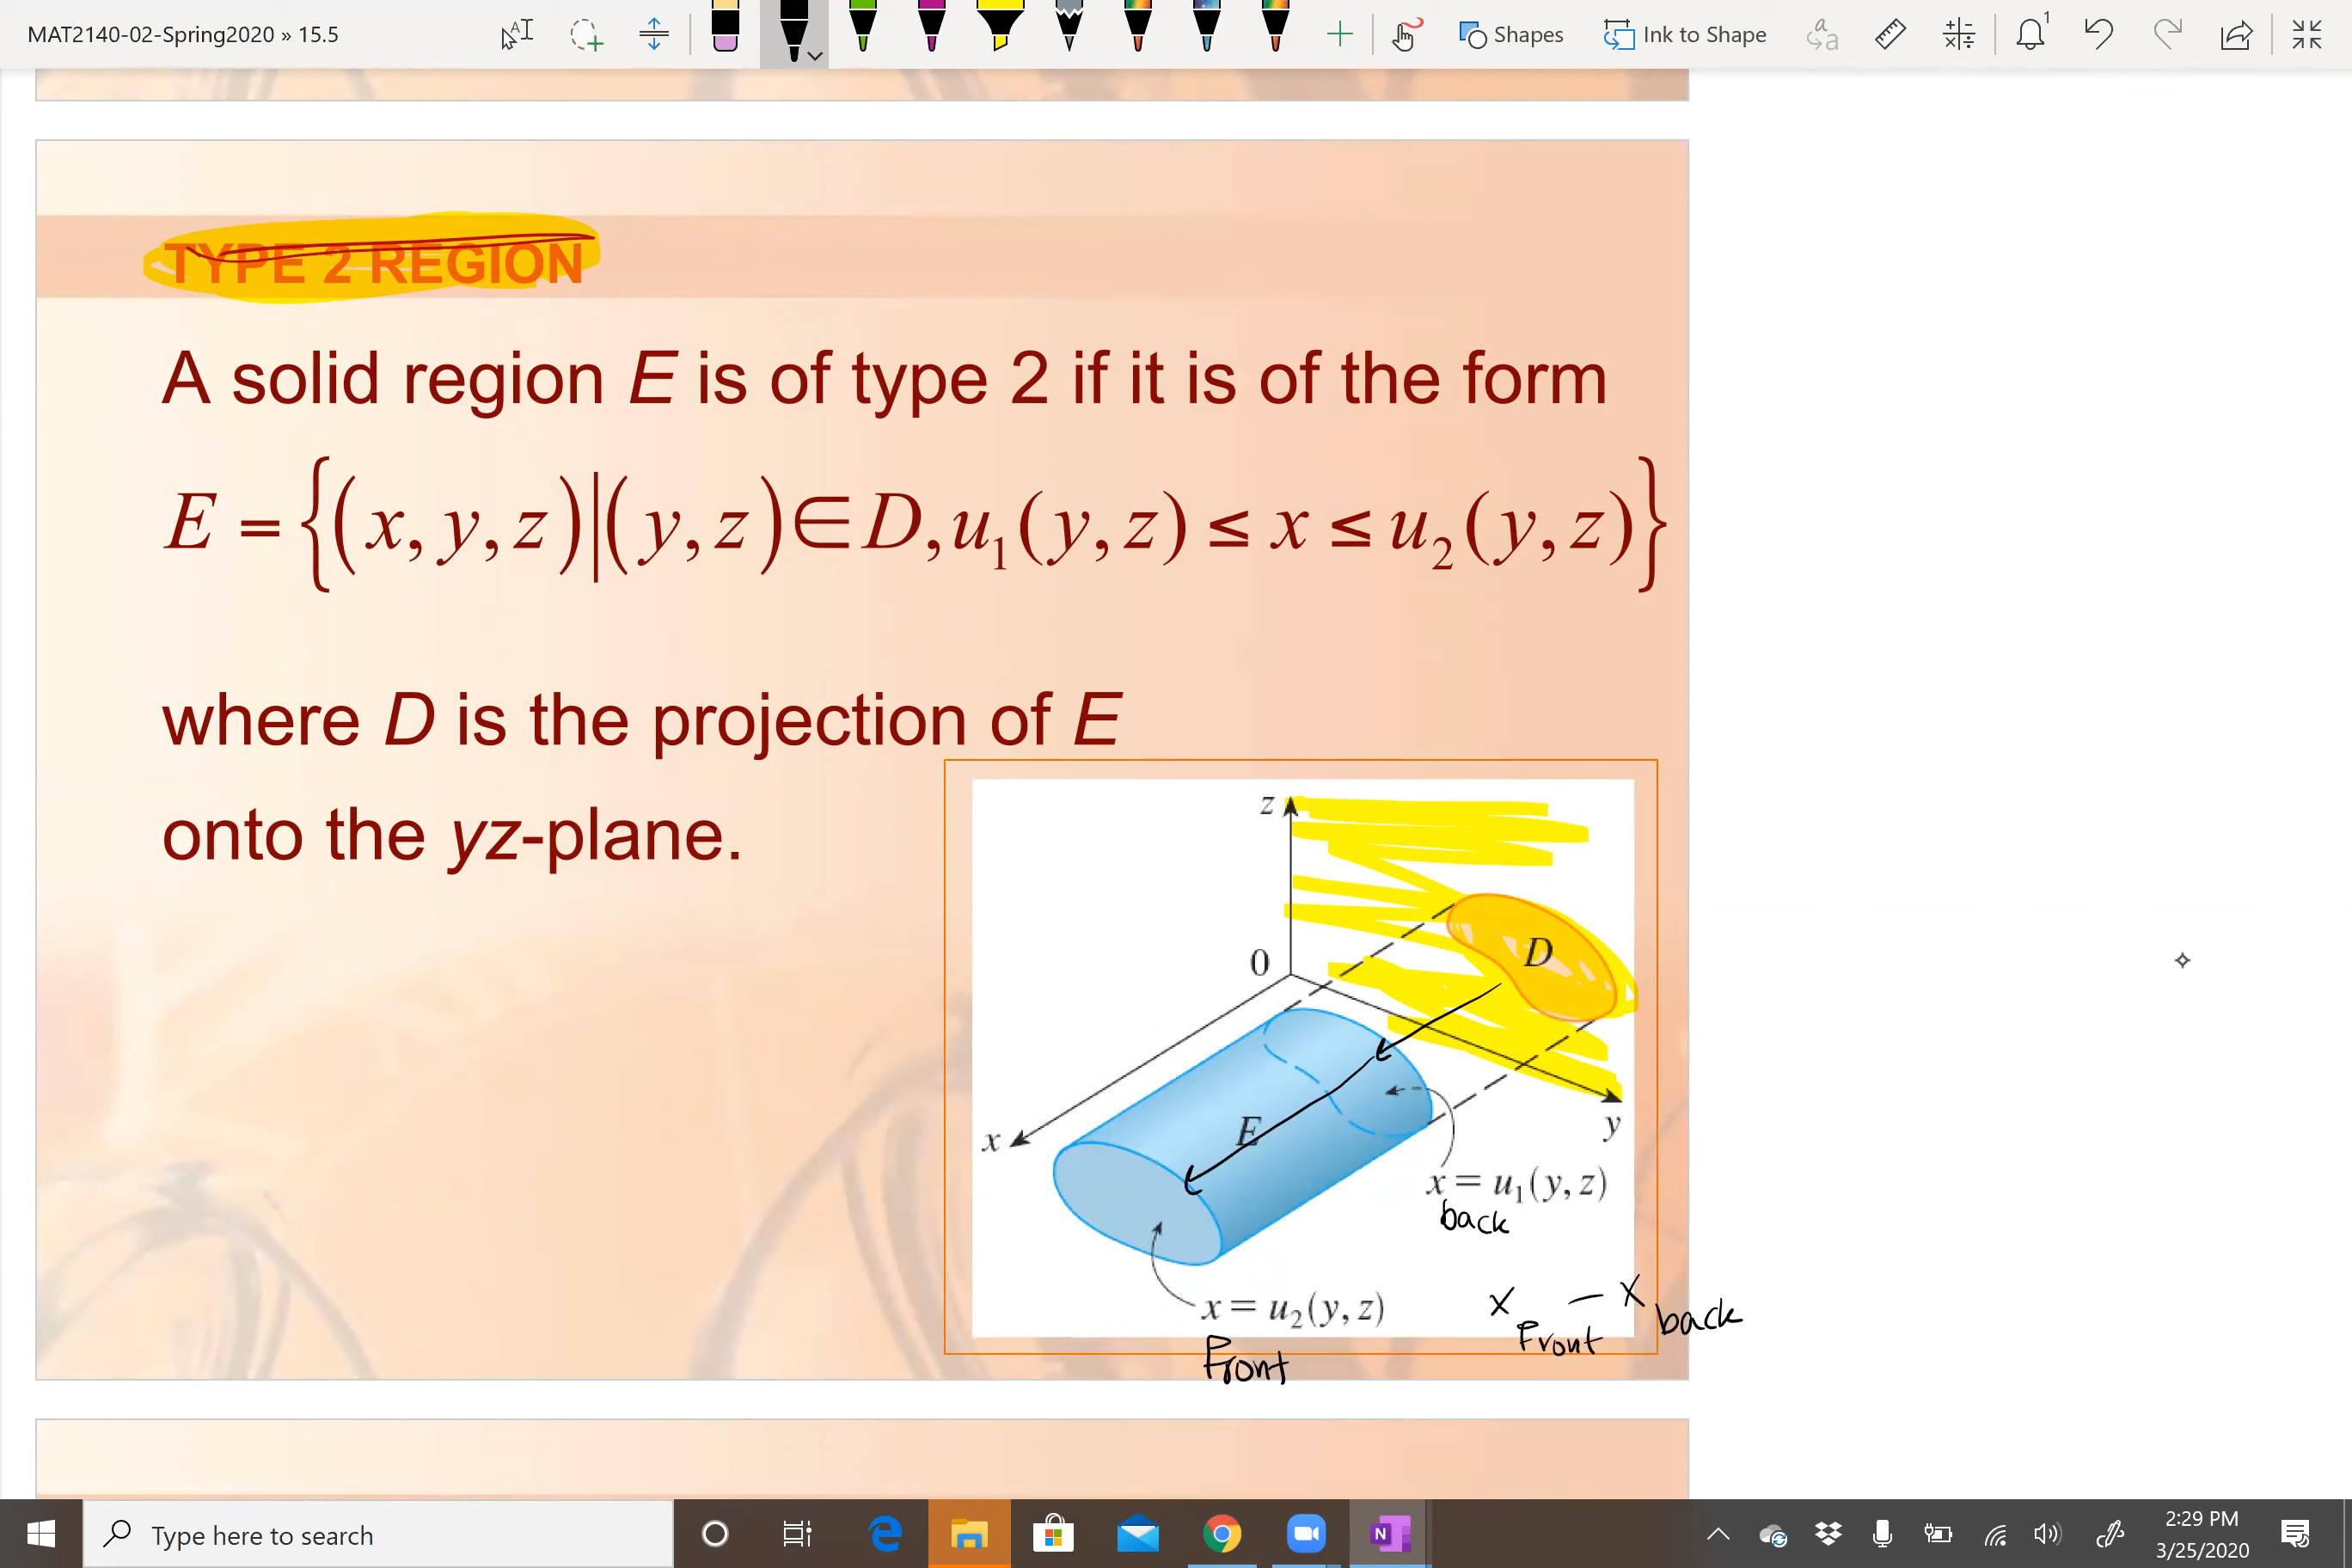 MAT2140-02-Spring2020 » 15.5
Shapes
Ink to Shape
1
TYPE 2 REGION
A solid region E is of type 2 if it is of the form
E = {(x, y, z)|(y, z)∈D, u₁(y, z) ≤ x ≤ u₂(y, z)}
where D is the projection of E
onto the yz-plane.
z
D
0
E
x
y
x = u₁(y, z)
back
x = u₂(y, z)
Front
x Front − x back
Type here to search
2:29 PM
3/25/2020